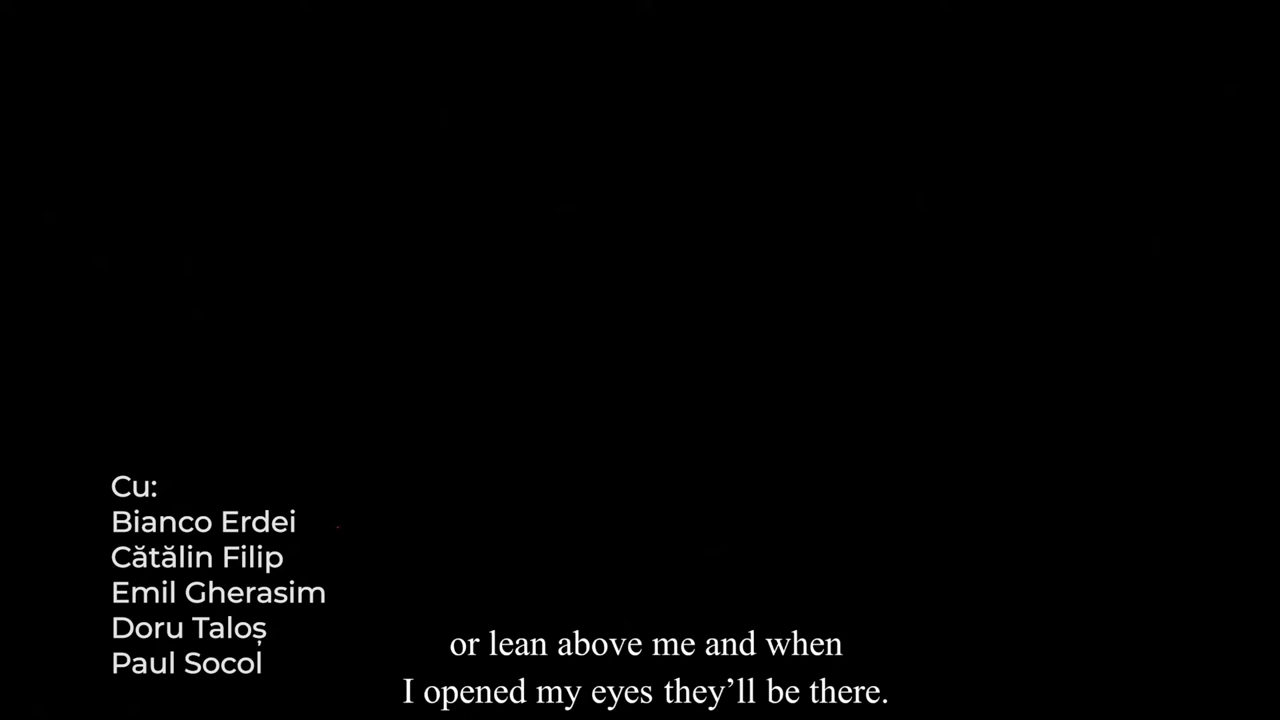 Cu:
Bianco Erdei
Cătălin Filip
Emil Gherasim
Doru Taloș
Paul Socol
or lean above me and when
I opened my eyes they’ll be there.